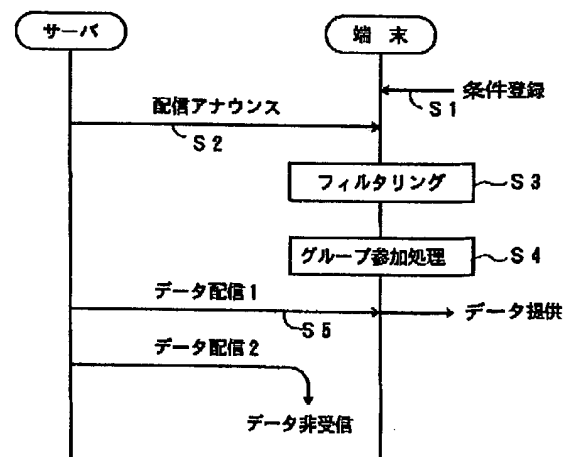 サーバ
端 末
条件登録
S1
配信アナウンス
S2
フィルタリング
S3
グループ参加処理
S4
データ配信1
データ提供
S5
データ配信2
データ非受信